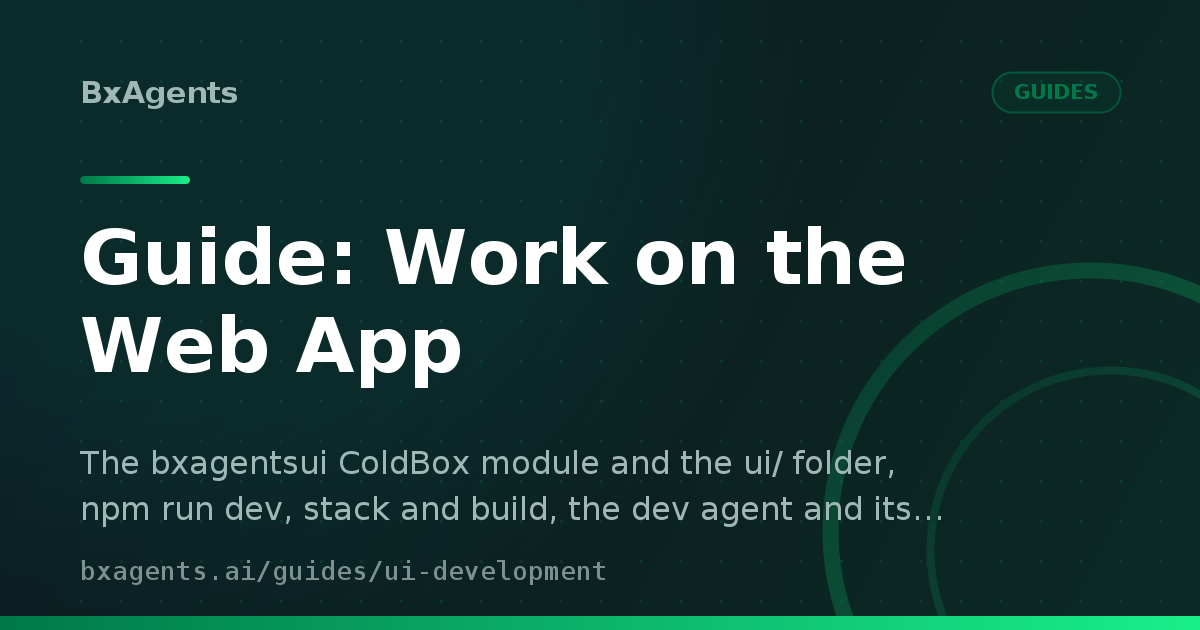 BxAgents
GUIDES
Guide: Work on the
Web App
The bxagentsui ColdBox module and the ui/ folder,
npm run dev, stack and build, the dev agent and its…
bxagents.ai/guides/ui-development